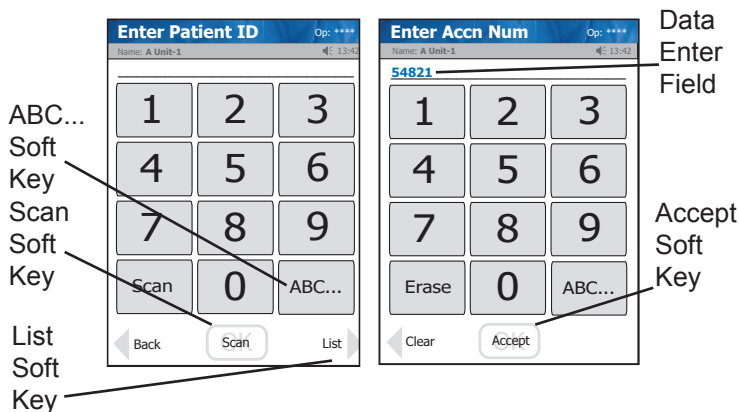 Enter Patient ID Op: ****
Name: A Unit-1 13:42
1 2 3
4 5 6
7 8 9
Scan 0 ABC...
Back OK Scan List
Enter Accn Num Op: ****
Name: A Unit-1 13:42
54821
1 2 3
4 5 6
7 8 9
Erase 0 ABC...
Clear OK Accept
ABC...
Soft
Key
Scan
Soft
Key
List
Soft
Key
Data
Enter
Field
Accept
Soft
Key